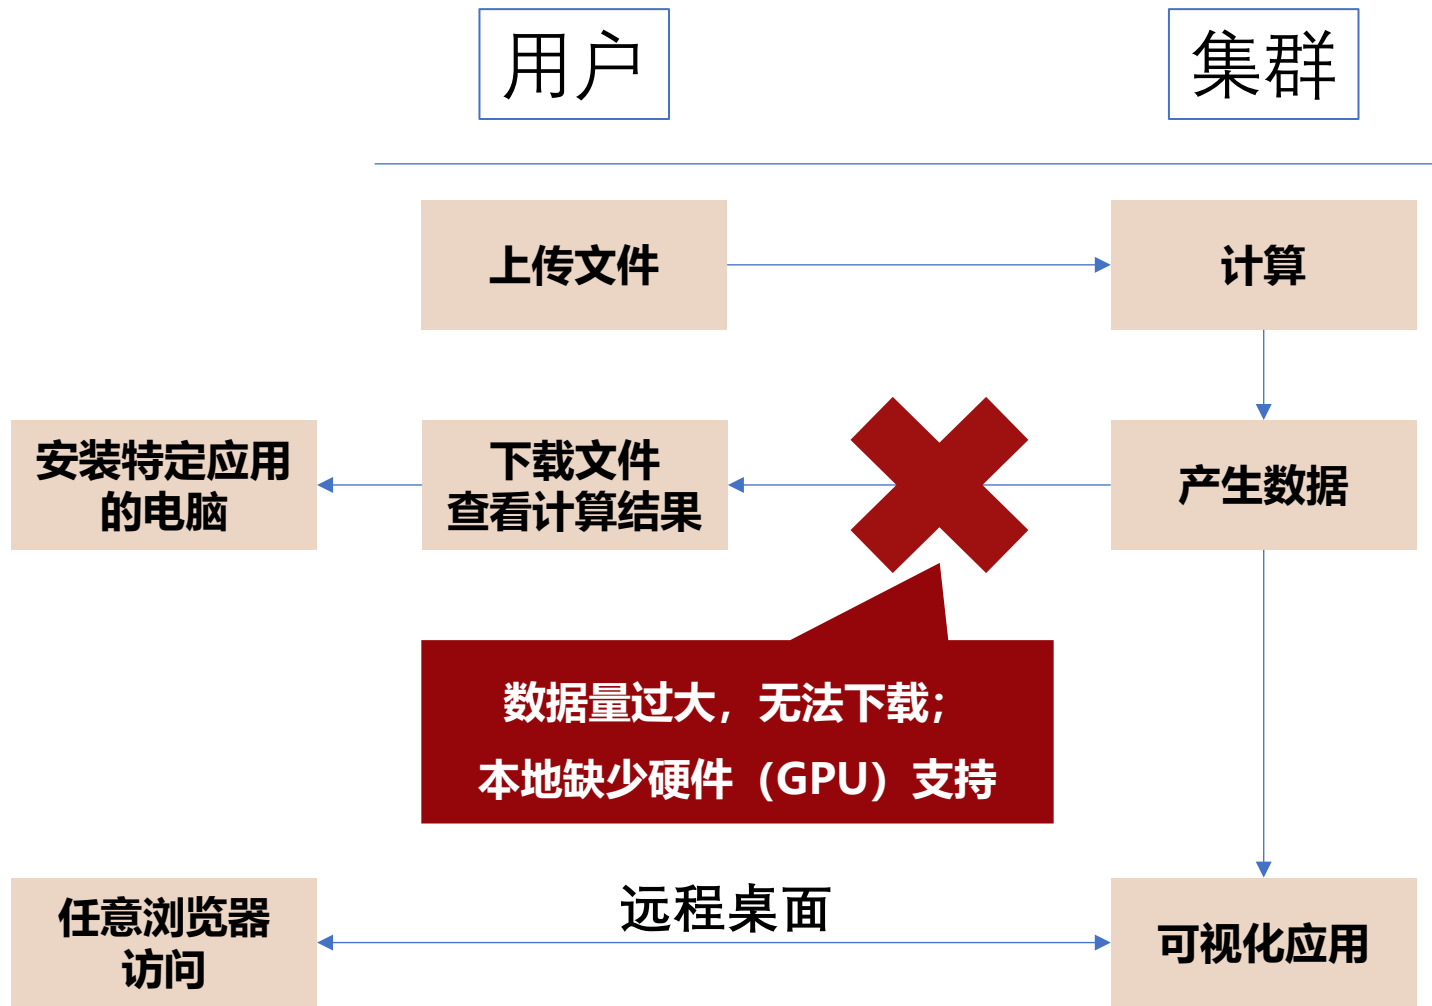 用户
集群
上传文件
计算
安装特定应用
的电脑
下载文件
查看计算结果
产生数据
数据量过大，无法下载；
本地缺少硬件（GPU）支持
任意浏览器
访问
远程桌面
可视化应用